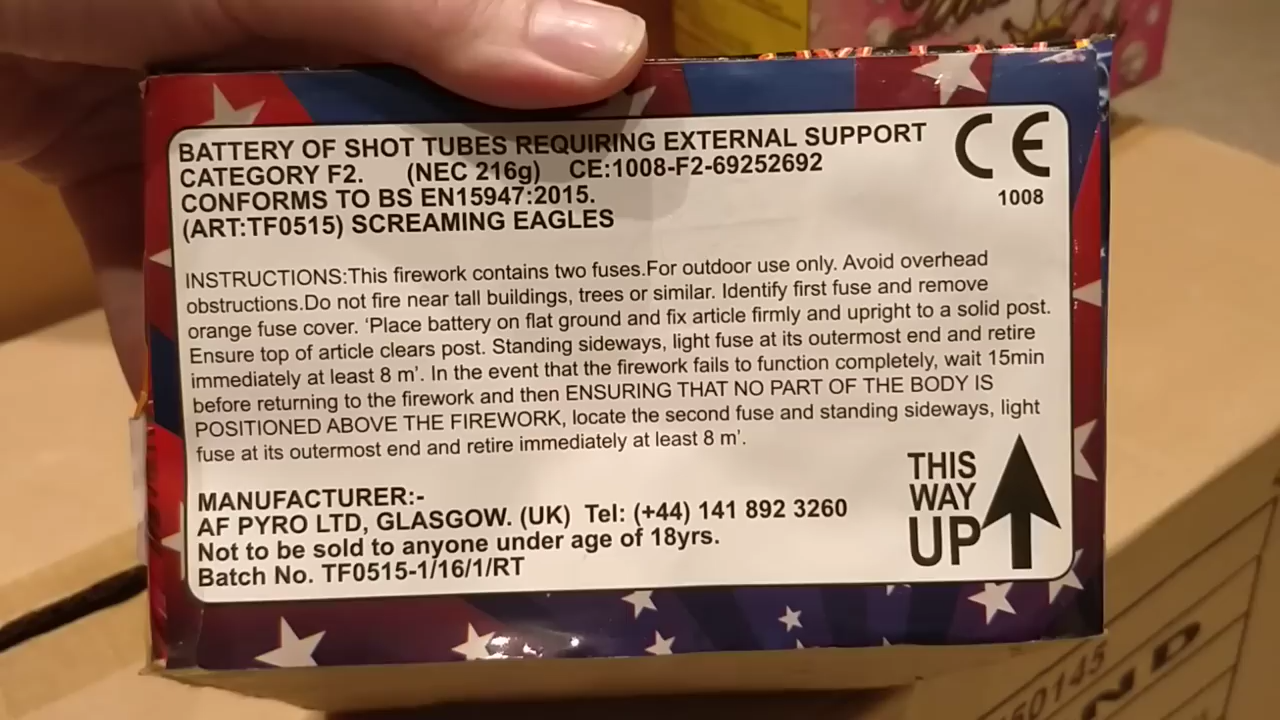 BATTERY OF SHOT TUBES REQUIRING EXTERNAL SUPPORT
CATEGORY F2. (NEC 216g) CE:1008-F2-69252692
CONFORMS TO BS EN15947:2015.
(ART:TF0515) SCREAMING EAGLES
CE
1008
INSTRUCTIONS:This firework contains two fuses.For outdoor use only. Avoid overhead
obstructions.Do not fire near tall buildings, trees or similar. Identify first fuse and remove
orange fuse cover. ‘Place battery on flat ground and fix article firmly and upright to a solid post.
Ensure top of article clears post. Standing sideways, light fuse at its outermost end and retire
immediately at least 8 m’. In the event that the firework fails to function completely, wait 15min
before returning to the firework and then ENSURING THAT NO PART OF THE BODY IS
POSITIONED ABOVE THE FIREWORK, locate the second fuse and standing sideways, light
fuse at its outermost end and retire immediately at least 8 m’.
MANUFACTURER:-
AF PYRO LTD, GLASGOW. (UK) Tel: (+44) 141 892 3260
Not to be sold to anyone under age of 18yrs.
Batch No. TF0515-1/16/1/RT
THIS
WAY
UP